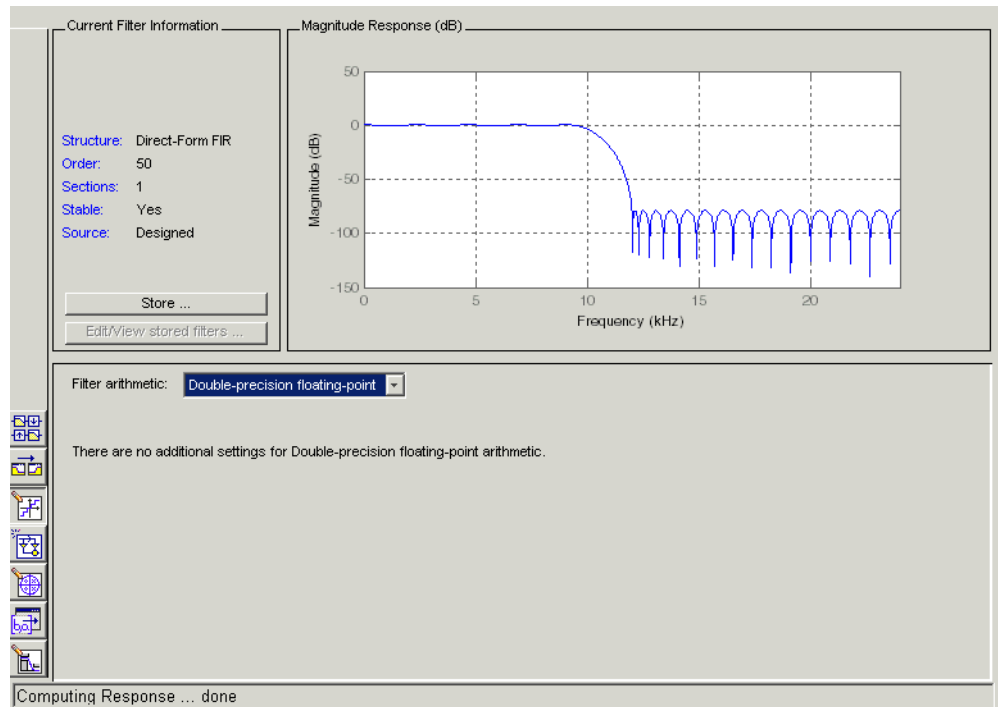 Current Filter Information
Structure: Direct-Form FIR
Order: 50
Sections: 1
Stable: Yes
Source: Designed
Store ...
Edit/View stored filters ...
Magnitude Response (dB)
50
0
-50
-100
-150
Magnitude (dB)
0 5 10 15 20
Frequency (kHz)
Filter arithmetic: Double-precision floating-point
There are no additional settings for Double-precision floating-point arithmetic.
[b,a]
Computing Response ... done